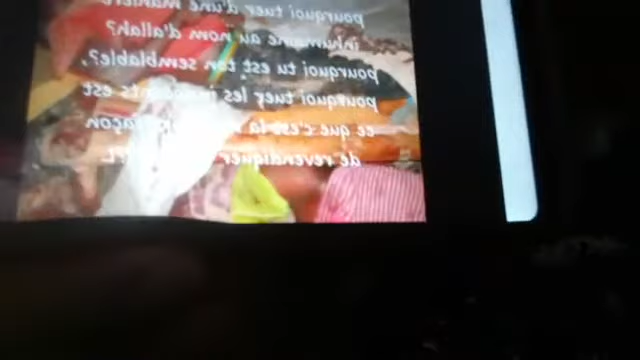 pourquoi tuer d'une manière
inhumaine au nom d'allah?
pourquoi tu est ton semblable?,
pourquoi tuer les innocents est
ce que c'est la façon
de revendiquer